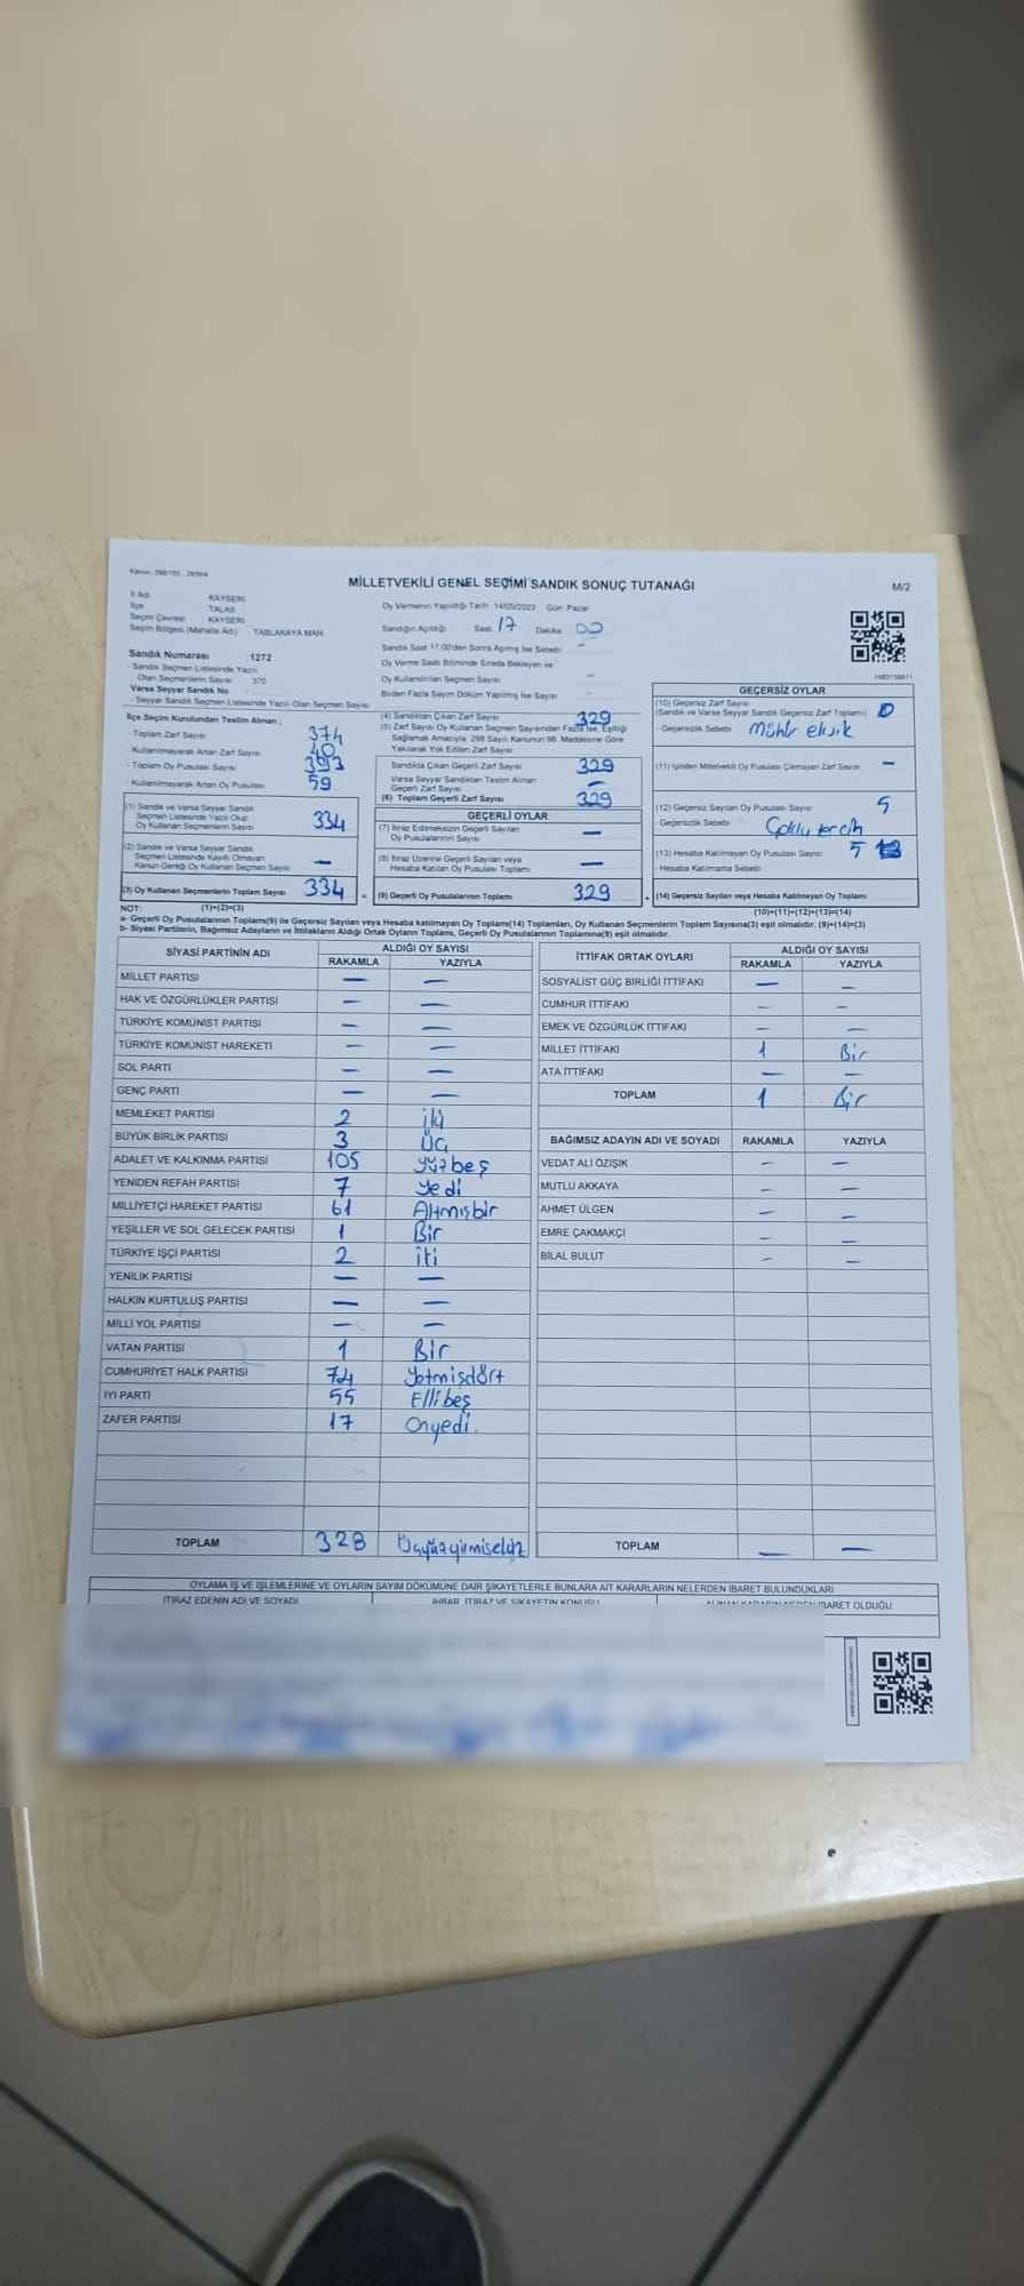 MİLLETVEKİLİ GENEL SEÇİMİ SANDIK SONUÇ TUTANAĞI M/2
İl Adı : KAYSERİ
İlçe : TALAS
Seçim Çevresi : KAYSERİ
Seçim Bölgesi (Mahalle Adı) : TABLAKAYA MAH.
Oy Vermenin Yapıldığı Tarih: 14/05/2023 Gün: Pazar
Sandığın Açıldığı Saat: 17 Dakika: 00
Sandık Saat 17.00'den Sonra Açılmış İse Sebebi: -
Oy Verme Saati Bitiminde Sırada Bekleyen ve
Oy Kullandırılan Seçmen Sayısı -
Birden Fazla Sayım Döküm Yapılmış İse Sayısı -
Sandık Numarası : 1272
- Sandık Seçmen Listesinde Yazılı
Olan Seçmenlerin Sayısı : 370
Varsa Seyyar Sandık No :
- Seyyar Sandık Seçmen Listesinde Yazılı Olan Seçmen Sayısı:
İlçe Seçim Kurulundan Teslim Alınan ;
- Toplam Zarf Sayısı 374
- Kullanılmayarak Artan Zarf Sayısı 40
- Toplam Oy Pusulası Sayısı 393
- Kullanılmayarak Artan Oy Pusulası 59
(1) Sandık ve Varsa Seyyar Sandık
Seçmen Listesinde Yazılı Olup
Oy Kullanan Seçmenlerin Sayısı 334
(2) Sandık ve Varsa Seyyar Sandık
Seçmen Listesinde Kayıtlı Olmayan
Kanun Gereği Oy Kullanan Seçmen Sayısı —
(3) Oy Kullanan Seçmenlerin Toplam Sayısı 334
(1)+(2)=(3)
(4) Sandıktan Çıkan Zarf Sayısı 329
(5) Zarf Sayısı Oy Kullanan Seçmen Sayısından Fazla İse, Eşitliği
Sağlamak Amacıyla, 298 Sayılı Kanunun 98. Maddesine Göre
Yakılarak Yok Edilen Zarf Sayısı —
Sandıkta Çıkan Geçerli Zarf Sayısı 329
Varsa Seyyar Sandıktan Teslim Alınan
Geçerli Zarf Sayısı
(6) Toplam Geçerli Zarf Sayısı 329
GEÇERLİ OYLAR
(7) İtiraz Edilmeksizin Geçerli Sayılan
Oy Pusulalarının Sayısı —
(8) İtiraz Üzerine Geçerli Sayılan veya
Hesaba Katılan Oy Pusulası Toplamı —
= (9) Geçerli Oy Pusulalarının Toplamı 329
GEÇERSİZ OYLAR
(10) Geçersiz Zarf Sayısı
(Sandık ve Varsa Seyyar Sandık Geçersiz Zarf Toplamı)
- Geçersizlik Sebebi
(11) İçinden Milletvekili Oy Pusulası Çıkmayan Zarf Sayısı —
(12) Geçersiz Sayılan Oy Pusulası Sayısı 5
Geçersizlik Sebebi Çoklu tercih
(13) Hesaba Katılmayan Oy Pusulası Sayısı 5
Hesaba Katılmama Sebebi
+ (14) Geçersiz Sayılan veya Hesaba Katılmayan Oy Toplamı
(10)+(11)+(12)+(13)=(14)
NOT:
a- Geçerli Oy Pusulalarının Toplamı(9) ile Geçersiz Sayılan veya Hesaba katılmayan Oy Toplamı(14) Toplamları, Oy Kullanan Seçmenlerin Toplam Sayısına(3) eşit olmalıdır. (9)+(14)=(3)
b- Siyasi Partilerin, Bağımsız Adayların ve İttifakların Aldığı Ortak Oyların Toplamı, Geçerli Oy Pusulalarının Toplamına(9) eşit olmalıdır.
SİYASİ PARTİNİN ADI ALDIĞI OY SAYISI
RAKAMLA YAZIYLA
MİLLET PARTİSİ — —
HAK VE ÖZGÜRLÜKLER PARTİSİ — —
TÜRKİYE KOMÜNİST PARTİSİ — —
TÜRKİYE KOMÜNİST HAREKETİ — —
SOL PARTİ — —
GENÇ PARTİ — —
MEMLEKET PARTİSİ 2 iki
BÜYÜK BİRLİK PARTİSİ 3 Üç
ADALET VE KALKINMA PARTİSİ 105 Yüzbeş
YENİDEN REFAH PARTİSİ 7 Yedi
MİLLİYETÇİ HAREKET PARTİSİ 61 Altmışbir
YEŞİLLER VE SOL GELECEK PARTİSİ 1 Bir
TÜRKİYE İŞÇİ PARTİSİ 2 iki
YENİLİK PARTİSİ — —
HALKIN KURTULUŞ PARTİSİ — —
MİLLİ YOL PARTİSİ — —
VATAN PARTİSİ 1 Bir
CUMHURİYET HALK PARTİSİ 74 Yetmisdört
İYİ PARTİ 55 Ellibeş
ZAFER PARTİSİ 17 Onyedi.
TOPLAM 328 Üçyüzyirmisekiz
İTTİFAK ORTAK OYLARI ALDIĞI OY SAYISI
RAKAMLA YAZIYLA
SOSYALİST GÜÇ BİRLİĞİ İTTİFAKI — —
CUMHUR İTTİFAKI — —
EMEK VE ÖZGÜRLÜK İTTİFAKI — —
MİLLET İTTİFAKI 1 Bir
ATA İTTİFAKI — —
TOPLAM 1 Bir
BAĞIMSIZ ADAYIN ADI VE SOYADI RAKAMLA YAZIYLA
VEDAT ALİ ÖZIŞIK — —
MUTLU AKKAYA — —
AHMET ÜLGEN — —
EMRE ÇAKMAKÇI — —
BİLAL BULUT — —
TOPLAM — —
OYLAMA İŞ VE İŞLEMLERİNE VE OYLARIN SAYIM DÖKÜMÜNE DAİR ŞİKAYETLERLE BUNLARA AİT KARARLARIN NELERDEN İBARET BULUNDUKLARI
İTİRAZ EDENİN ADI VE SOYADI İHBAR, İTİRAZ VE ŞİKAYETİN KONUSU